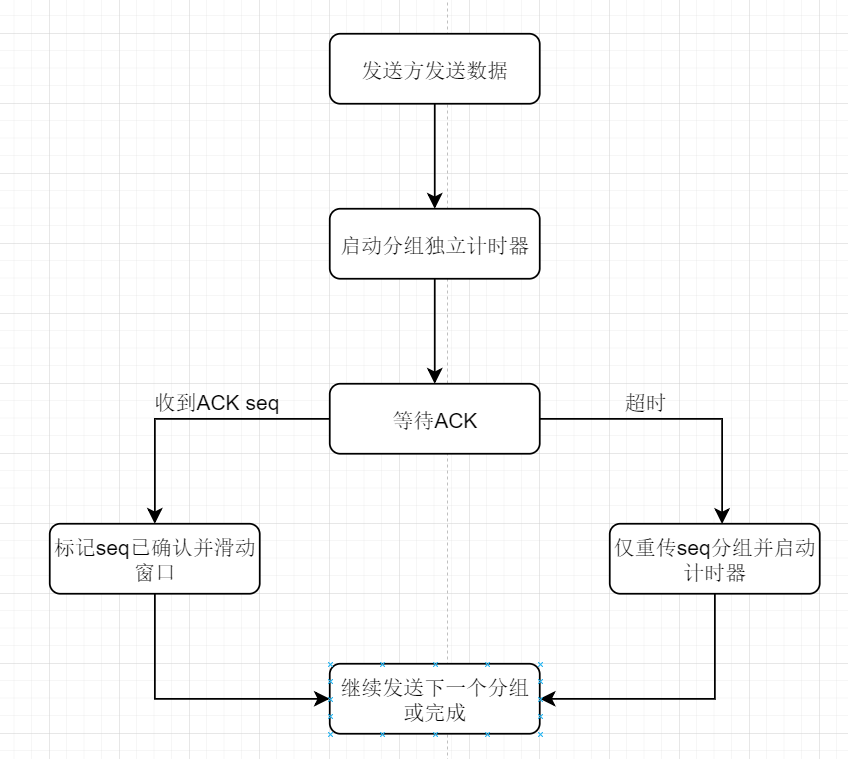 发送方发送数据
启动分组独立计时器
收到ACK seq
超时
等待ACK
标记seq已确认并滑动
窗口
仅重传seq分组并启动
计时器
继续发送下一个分组
或完成